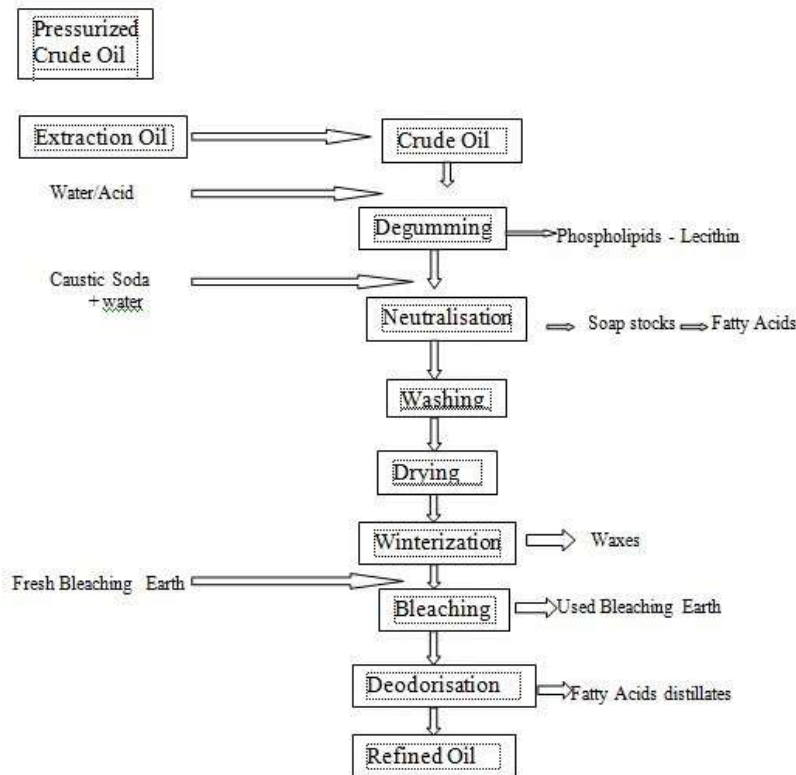 Pressurized
Crude Oil
Extraction Oil
Crude Oil
Water/Acid
Degumming
Phospholipids - Lecithin
Caustic Soda
+ water
Neutralisation
Soap stocks
Fatty Acids
Washing
Drying
Winterization
Waxes
Fresh Bleaching Earth
Bleaching
Used Bleaching Earth
Deodorisation
Fatty Acids distillates
Refined Oil